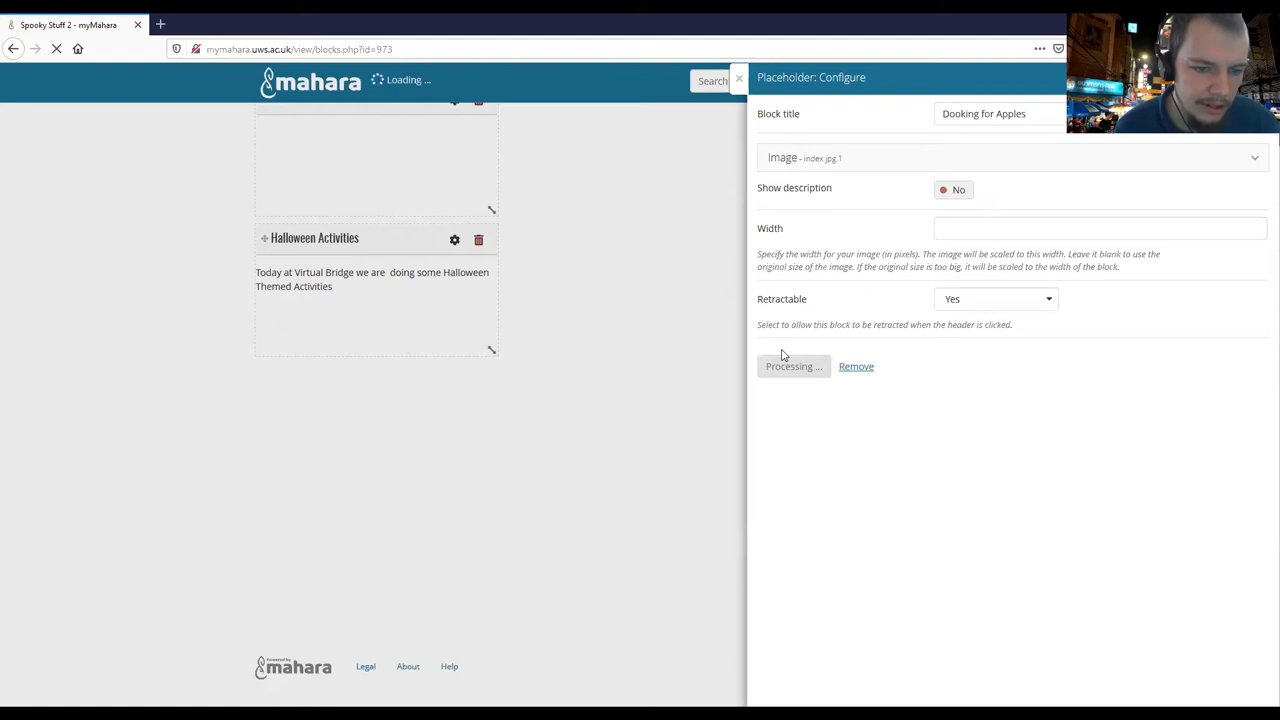 Spooky Stuff 2 - myMahara
mymahara.uws.ac.uk/view/blocks.php?id=973
mahara
Loading ...
Search
Placeholder: Configure
Block title
Dooking for Apples
Image - index.jpg.1
Show description
No
Width
Specify the width for your image (in pixels). The image will be scaled to this width. Leave it blank to use the
original size of the image. If the original size is too big, it will be scaled to the width of the block.
Retractable
Yes
Select to allow this block to be retracted when the header is clicked.
Processing ...
Remove
Halloween Activities
Today at Virtual Bridge we are doing some Halloween
Themed Activities
Powered by
mahara
Legal
About
Help